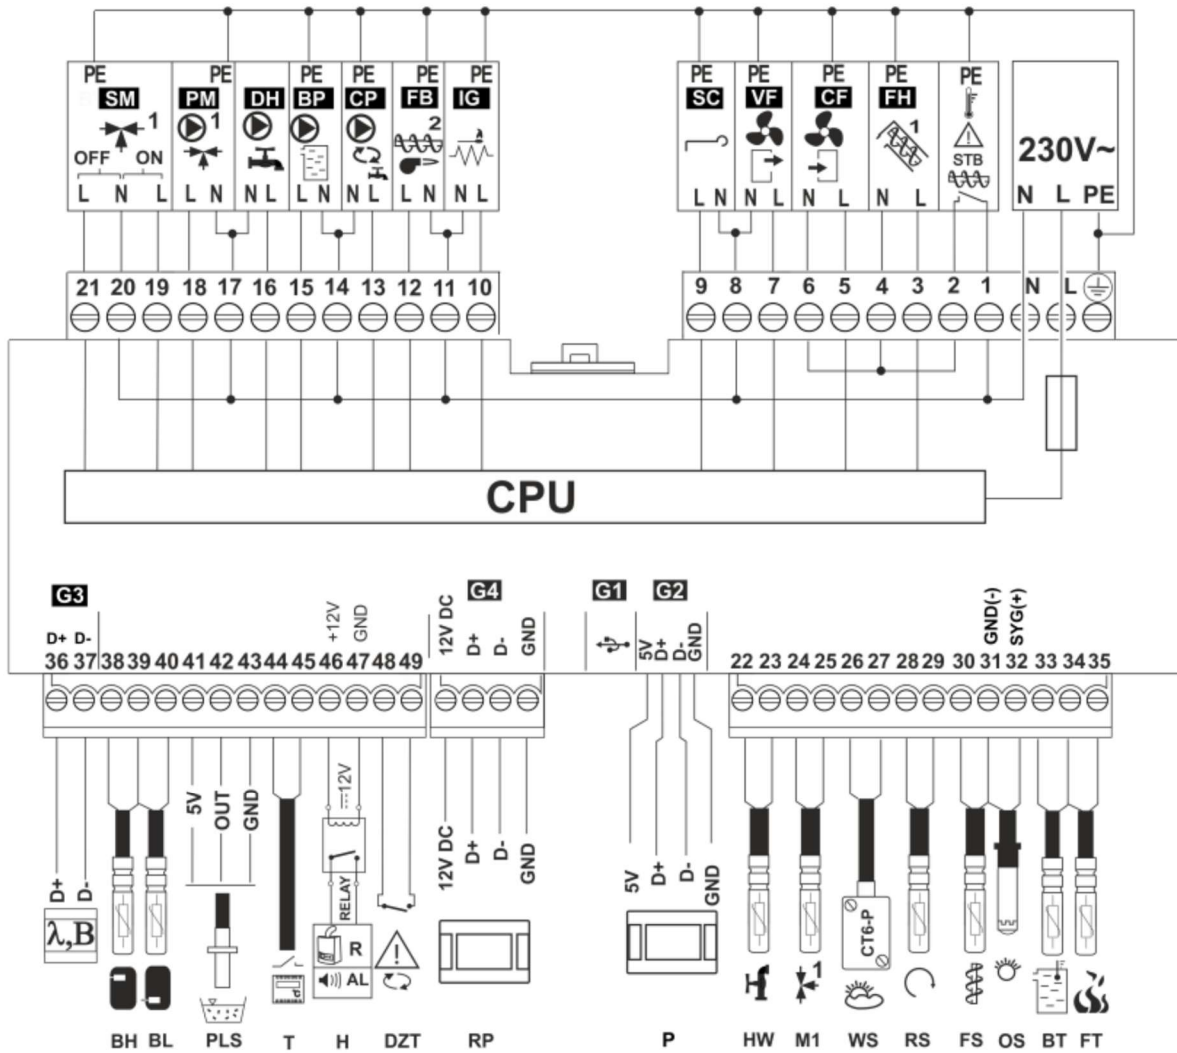 PE PE PE PE PE PE PE PE PE PE PE
SM PM DH BP CP FB IG SC VF CF FH
1 1 2 1
OFF ON STB 230V~
L N L L N N L L N N L L N N L L N N L N L N L N L PE
21 20 19 18 17 16 15 14 13 12 11 10 9 8 7 6 5 4 3 2 1 N L
CPU
G3 G4 G1 G2
+12V GND 12V DC D+ D- GND 5V D+ D- GND GND(-) SYG(+)
D+ D-
36 37 38 39 40 41 42 43 44 45 46 47 48 49 22 23 24 25 26 27 28 29 30 31 32 33 34 35
D+ D- 5V OUT GND ⎓12V 12V DC D+ D- GND 5V D+ D- GND
λ,B RELAY CT6-P
R
AL 1
BH BL PLS T H DZT RP P HW M1 WS RS FS OS BT FT